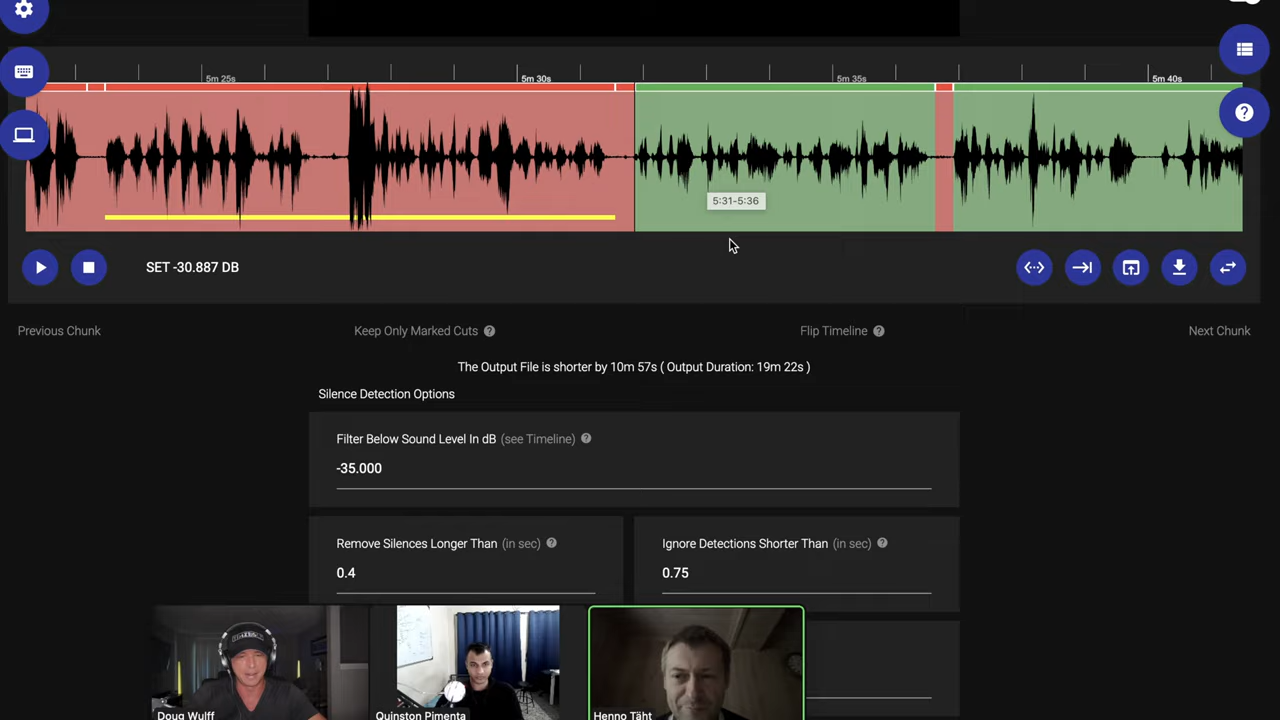 5m 25s
5m 30s
5m 35s
5m 40s
5:31-5:36
SET -30.887 DB
Previous Chunk
Keep Only Marked Cuts ?
Flip Timeline ?
Next Chunk
The Output File is shorter by 10m 57s ( Output Duration: 19m 22s )
Silence Detection Options
Filter Below Sound Level In dB (see Timeline) ?
-35.000
Remove Silences Longer Than (in sec) ?
Ignore Detections Shorter Than (in sec) ?
0.4
0.75
Doug Wulff
Quinston Pimenta
Henno Täht